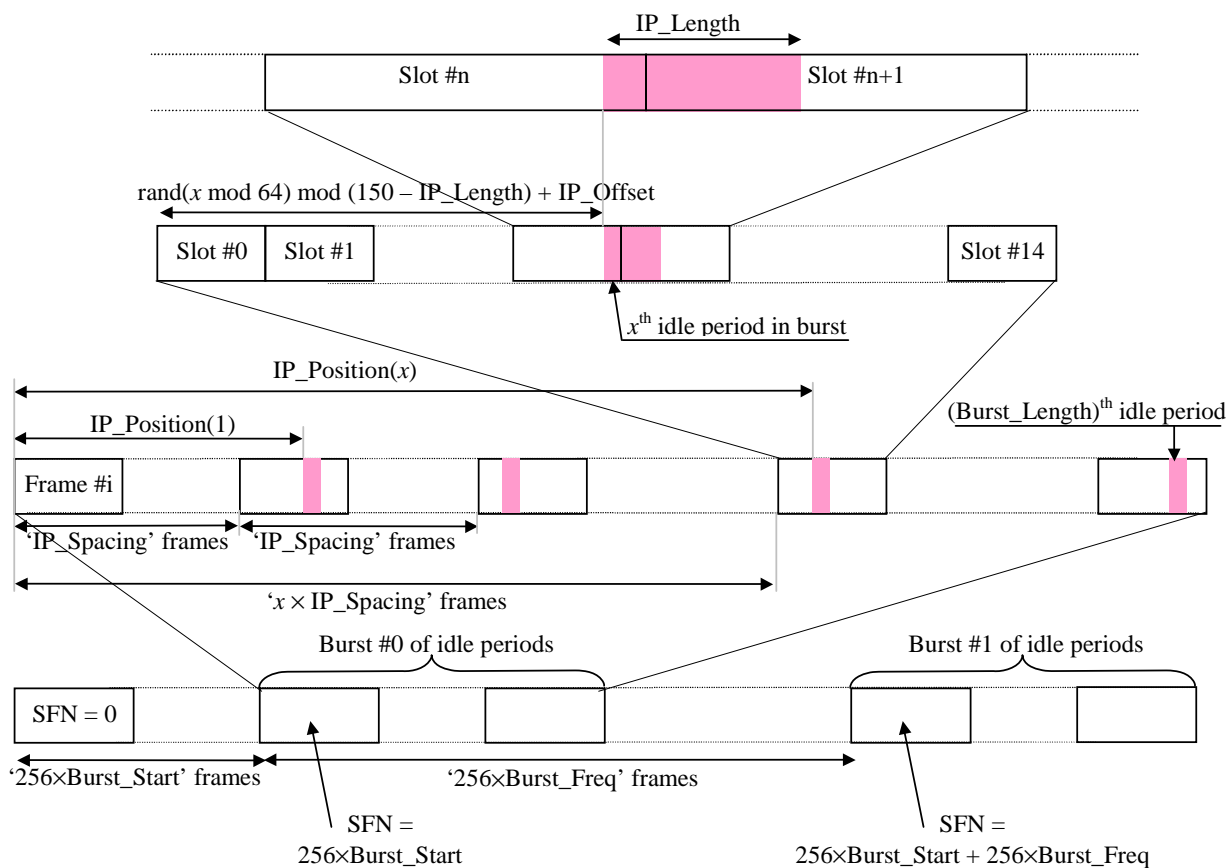 IP_Length
Slot #n
Slot #n+1
rand(x mod 64) mod (150 – IP_Length) + IP_Offset
Slot #0
Slot #1
Slot #14
xth idle period in burst
IP_Position(x)
(Burst_Length)th idle period
IP_Position(1)
Frame #i
‘IP_Spacing’ frames
‘IP_Spacing’ frames
‘x × IP_Spacing’ frames
Burst #0 of idle periods
Burst #1 of idle periods
SFN = 0
‘256×Burst_Start’ frames
‘256×Burst_Freq’ frames
SFN =
256×Burst_Start
SFN =
256×Burst_Start + 256×Burst_Freq